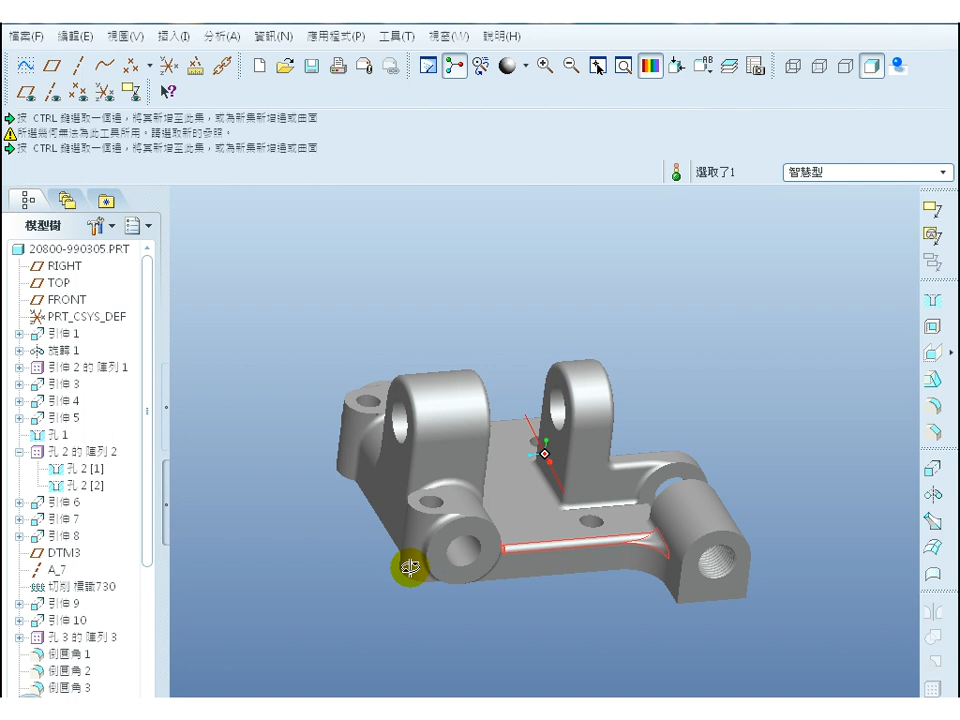 檔案(F) 編輯(E) 視圖(V) 插入(I) 分析(A) 資訊(N) 應用程式(P) 工具(T) 視窗(W) 說明(H)
按 CTRL 鍵選取一個邊，將其新增至此集，或為新集新增邊或曲面
所選幾何無法為此工具所用。請選取新的參照。
按 CTRL 鍵選取一個邊，將其新增至此集，或為新集新增邊或曲面
選取了1 智慧型
模型樹
20800-990305.PRT
RIGHT
TOP
FRONT
PRT_CSYS_DEF
引伸 1
旋轉 1
引伸 2 的 陣列 1
引伸 3
引伸 4
引伸 5
孔 1
孔 2 的 陣列 2
孔 2 [1]
孔 2 [2]
引伸 6
引伸 7
引伸 8
DTM3
A_7
切削 標識730
引伸 9
引伸 10
孔 3 的 陣列 3
倒圓角 1
倒圓角 2
倒圓角 3